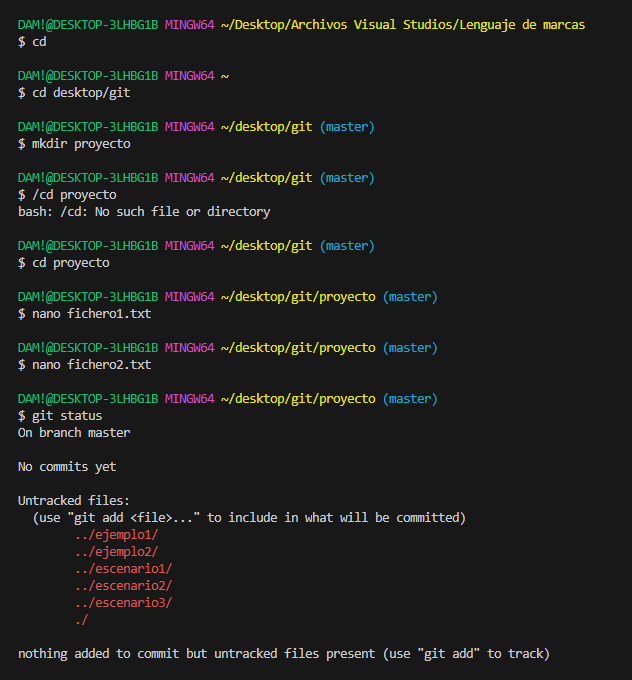 DAM!@DESKTOP-3LHBG1B MINGW64 ~/Desktop/Archivos Visual Studios/Lenguaje de marcas
$ cd
DAM!@DESKTOP-3LHBG1B MINGW64 ~
$ cd desktop/git
DAM!@DESKTOP-3LHBG1B MINGW64 ~/desktop/git (master)
$ mkdir proyecto
DAM!@DESKTOP-3LHBG1B MINGW64 ~/desktop/git (master)
$ /cd proyecto
bash: /cd: No such file or directory
DAM!@DESKTOP-3LHBG1B MINGW64 ~/desktop/git (master)
$ cd proyecto
DAM!@DESKTOP-3LHBG1B MINGW64 ~/desktop/git/proyecto (master)
$ nano fichero1.txt
DAM!@DESKTOP-3LHBG1B MINGW64 ~/desktop/git/proyecto (master)
$ nano fichero2.txt
DAM!@DESKTOP-3LHBG1B MINGW64 ~/desktop/git/proyecto (master)
$ git status
On branch master
No commits yet
Untracked files:
(use "git add <file>..." to include in what will be committed)
../ejemplo1/
../ejemplo2/
../escenario1/
../escenario2/
../escenario3/
./
nothing added to commit but untracked files present (use "git add" to track)